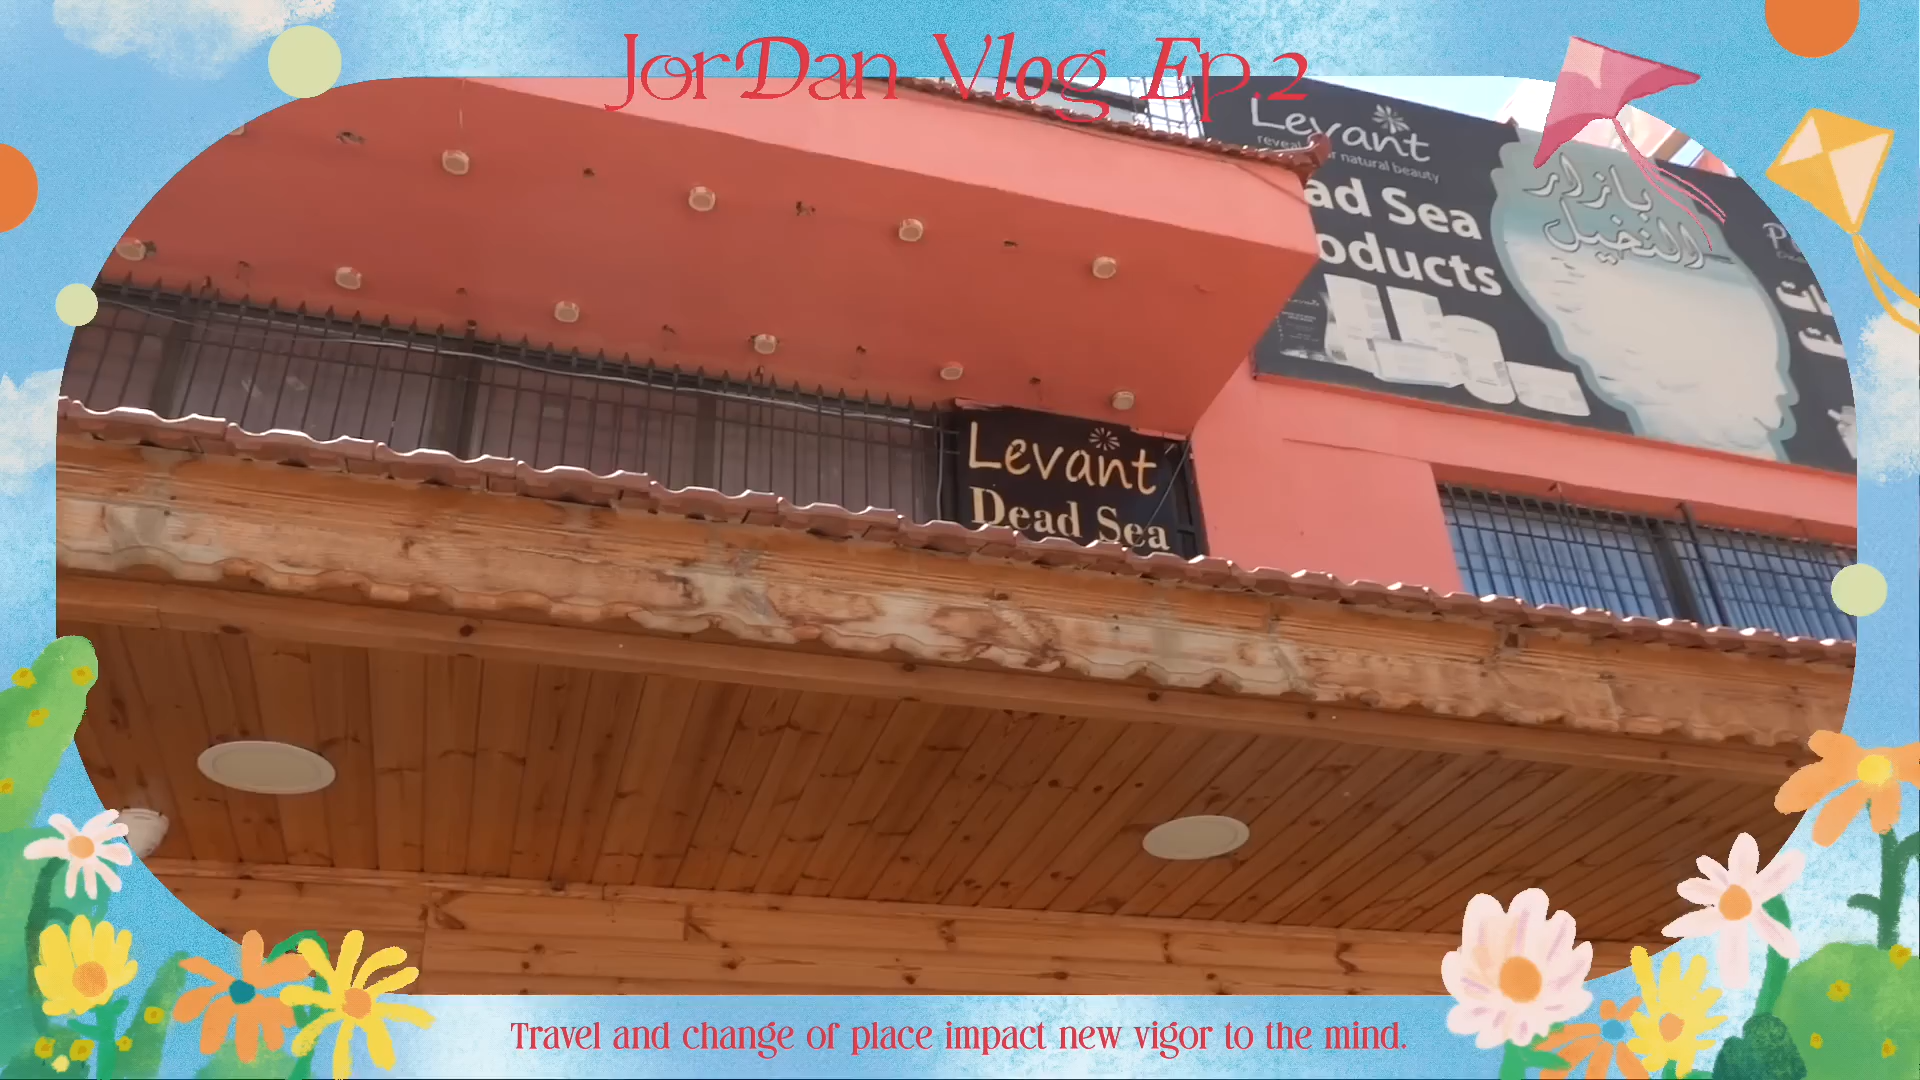 JorDan Vlog Ep.2
Levant
natural beauty
ad Sea
oducts
بازار
النخيل
Levant
Dead Sea
Travel and change of place impact new vigor to the mind.